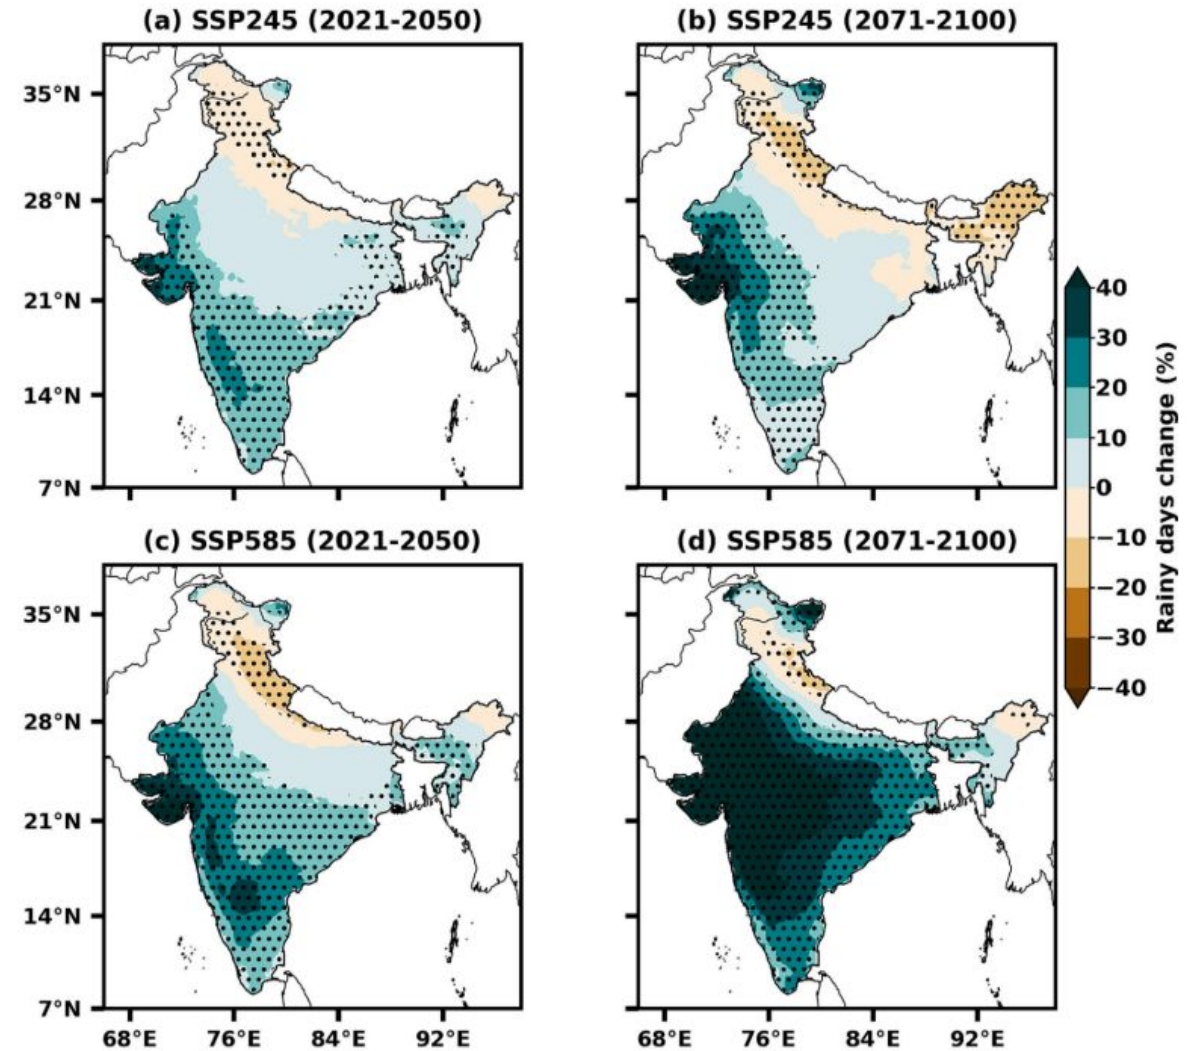 (a) SSP245 (2021-2050)
(b) SSP245 (2071-2100)
35°N
28°N
21°N
14°N
7°N
(c) SSP585 (2021-2050)
(d) SSP585 (2071-2100)
35°N
28°N
21°N
14°N
7°N
68°E 76°E 84°E 92°E
68°E 76°E 84°E 92°E
40
30
20
10
0
−10
−20
−30
−40
Rainy days change (%)